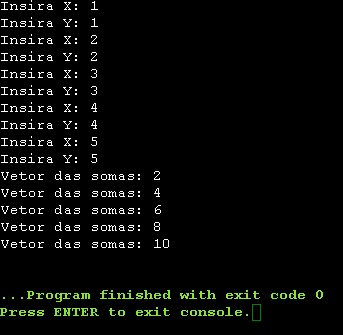 Insira X: 1
Insira Y: 1
Insira X: 2
Insira Y: 2
Insira X: 3
Insira Y: 3
Insira X: 4
Insira Y: 4
Insira X: 5
Insira Y: 5
Vetor das somas: 2
Vetor das somas: 4
Vetor das somas: 6
Vetor das somas: 8
Vetor das somas: 10
...Program finished with exit code 0
Press ENTER to exit console.